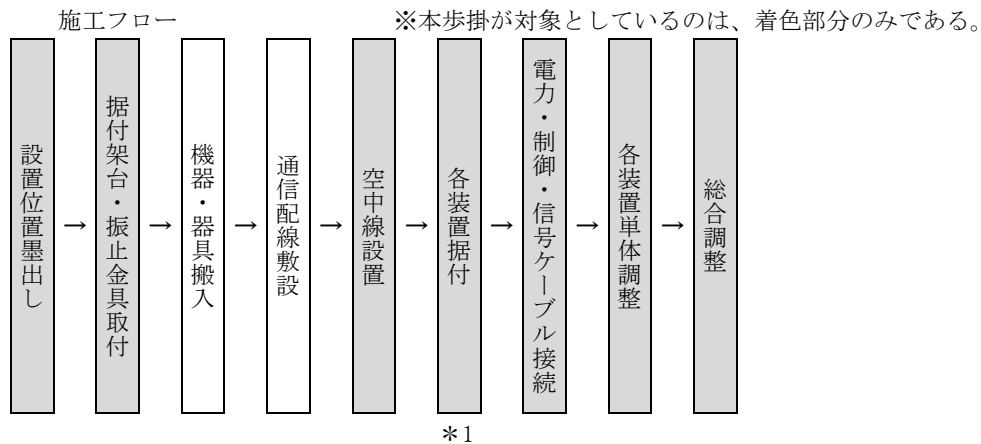 施工フロー
※本歩掛が対象としているのは、着色部分のみである。
設置位置墨出し
→
据付架台・振止金具取付
→
機器・器具搬入
→
通信配線敷設
→
空中線設置
→
各装置据付
→
電力・制御・信号ケーブル接続
→
各装置単体調整
→
総合調整
＊1